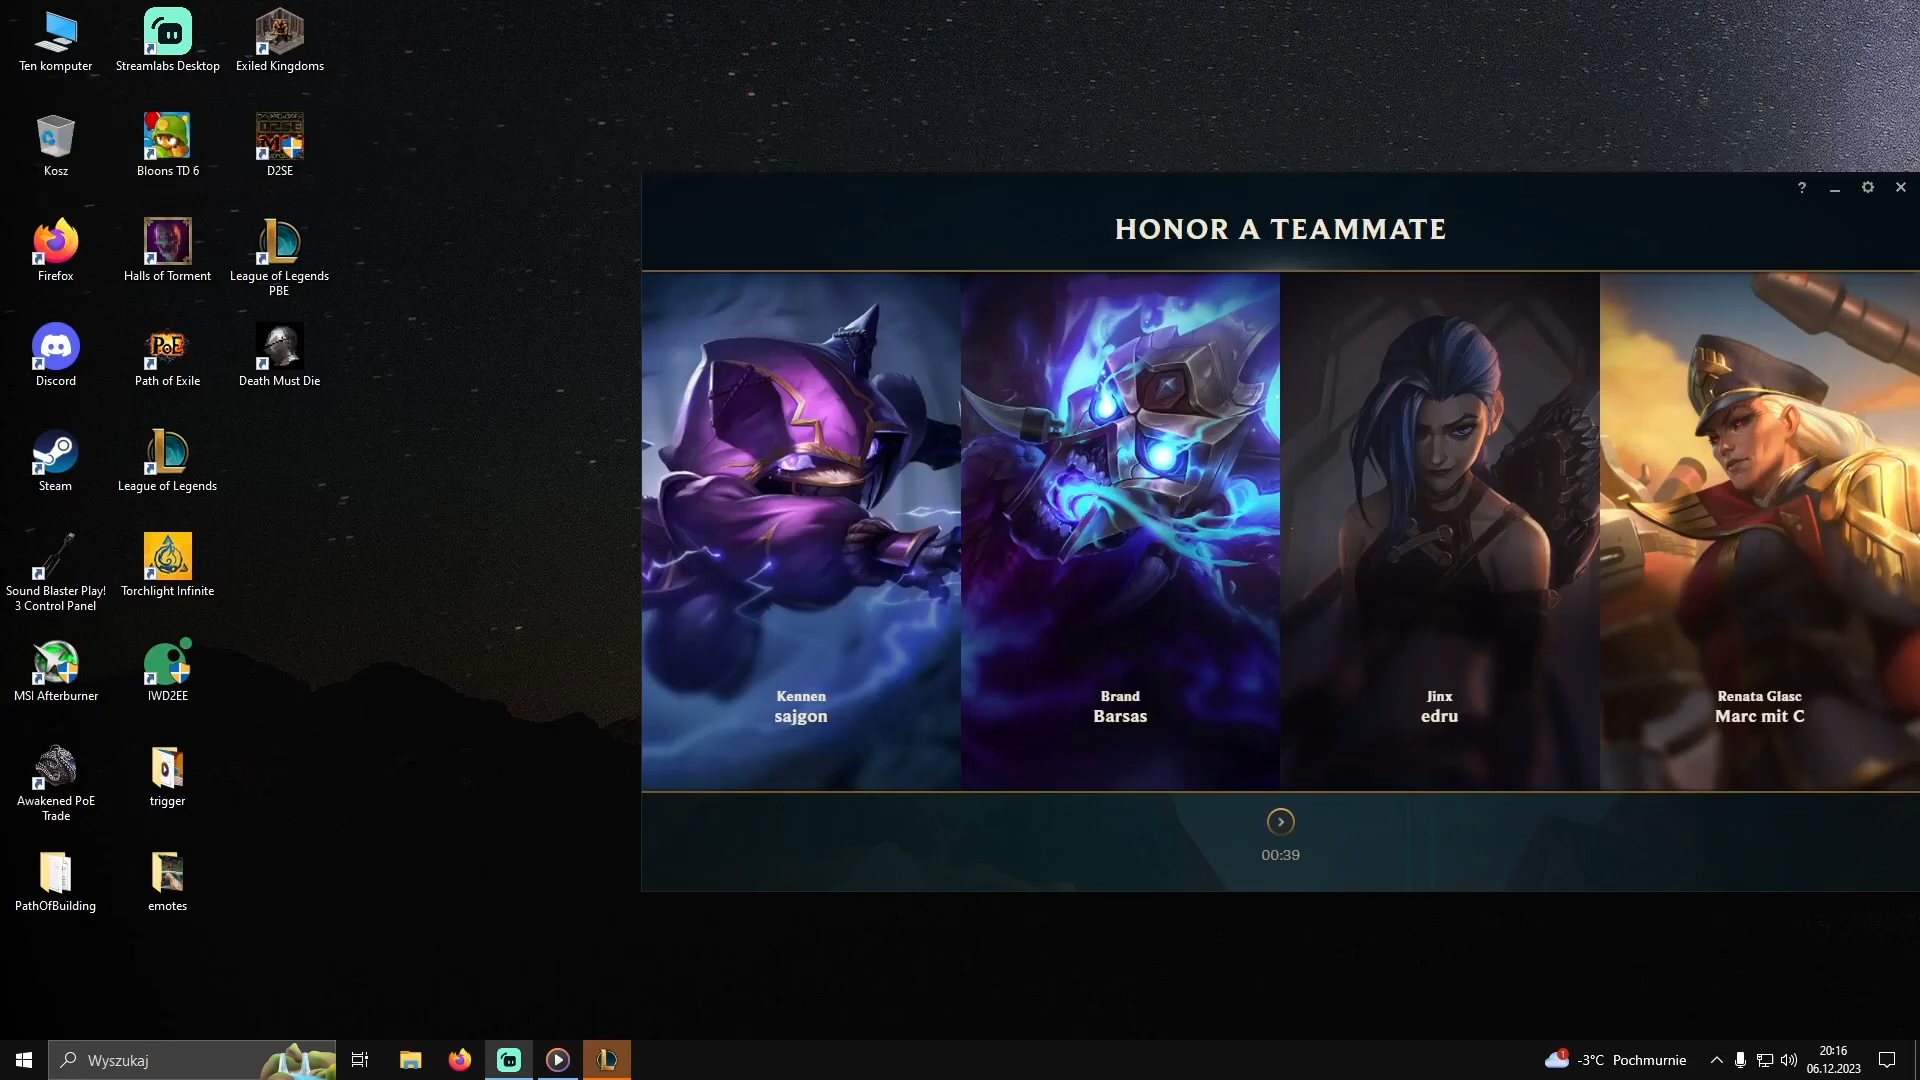 Ten komputer
Streamlabs Desktop
Exiled Kingdoms
Kosz
Bloons TD 6
D2SE
Firefox
Halls of Torment
League of Legends
PBE
Discord
Path of Exile
Death Must Die
Steam
League of Legends
Sound Blaster Play!
3 Control Panel
Torchlight Infinite
MSI Afterburner
IWD2EE
Awakened PoE
Trade
trigger
PathOfBuilding
emotes
HONOR A TEAMMATE
Kennen
sajgon
Brand
Barsas
Jinx
edru
Renata Glasc
Marc mit C
00:39
Wyszukaj
1
-3°C Pochmurnie
20:16
06.12.2023